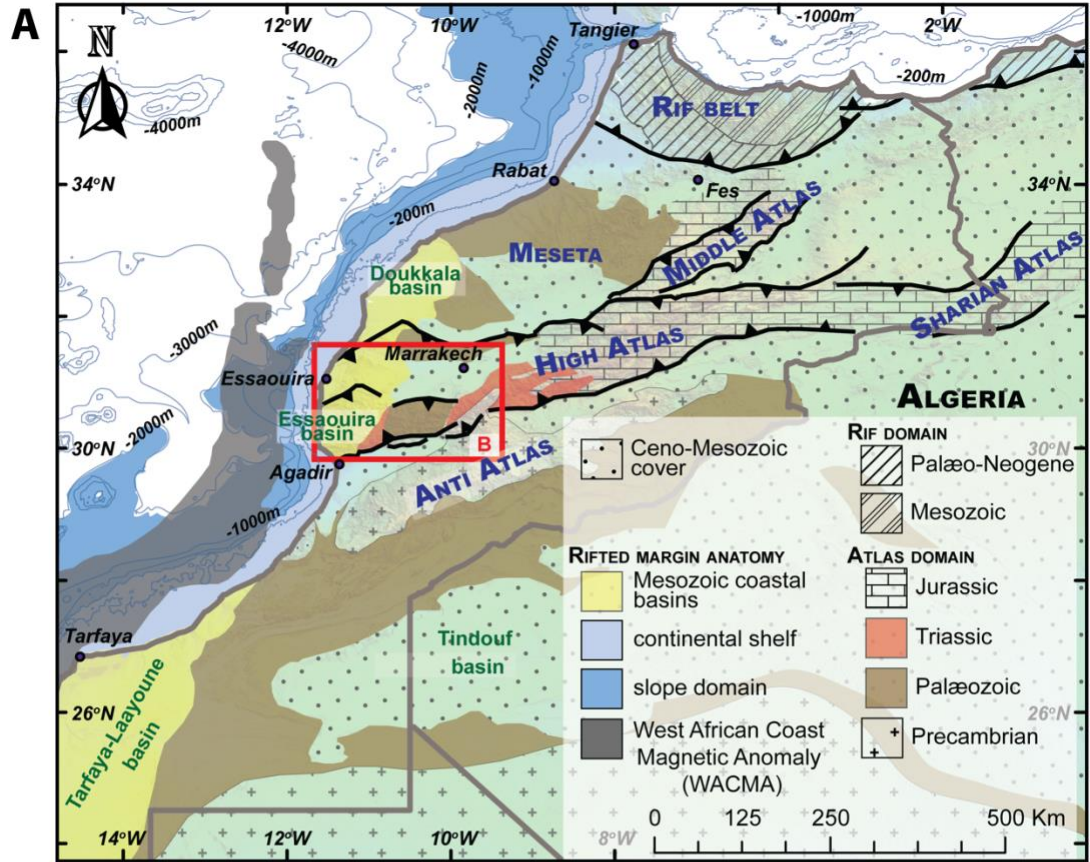 A
N
12°W
10°W
2°W
-1000m
-4000m
-2000m
-1000m
Tangier
-200m
-4000m
RIF BELT
34°N
Rabat
Fes
34°N
-200m
MIDDLE ATLAS
MESETA
Doukkala
basin
SHARIAN ATLAS
-3000m
HIGH ATLAS
Marrakech
Essaouira
ALGERIA
-2000m
Essaouira
basin
30°N
B
Agadir
ANTI ATLAS
-1000m
Tarfaya
Tindouf
basin
26°N
Tarfaya-Laayoune
basin
14°W
12°W
10°W
8°W
30°N
26°N
Ceno-Mesozoic
cover
RIFTED MARGIN ANATOMY
Mesozoic coastal
basins
continental shelf
slope domain
West African Coast
Magnetic Anomaly
(WACMA)
RIF DOMAIN
Palæo-Neogene
Mesozoic
ATLAS DOMAIN
Jurassic
Triassic
Palæozoic
Precambrian
0 125 250 500 Km